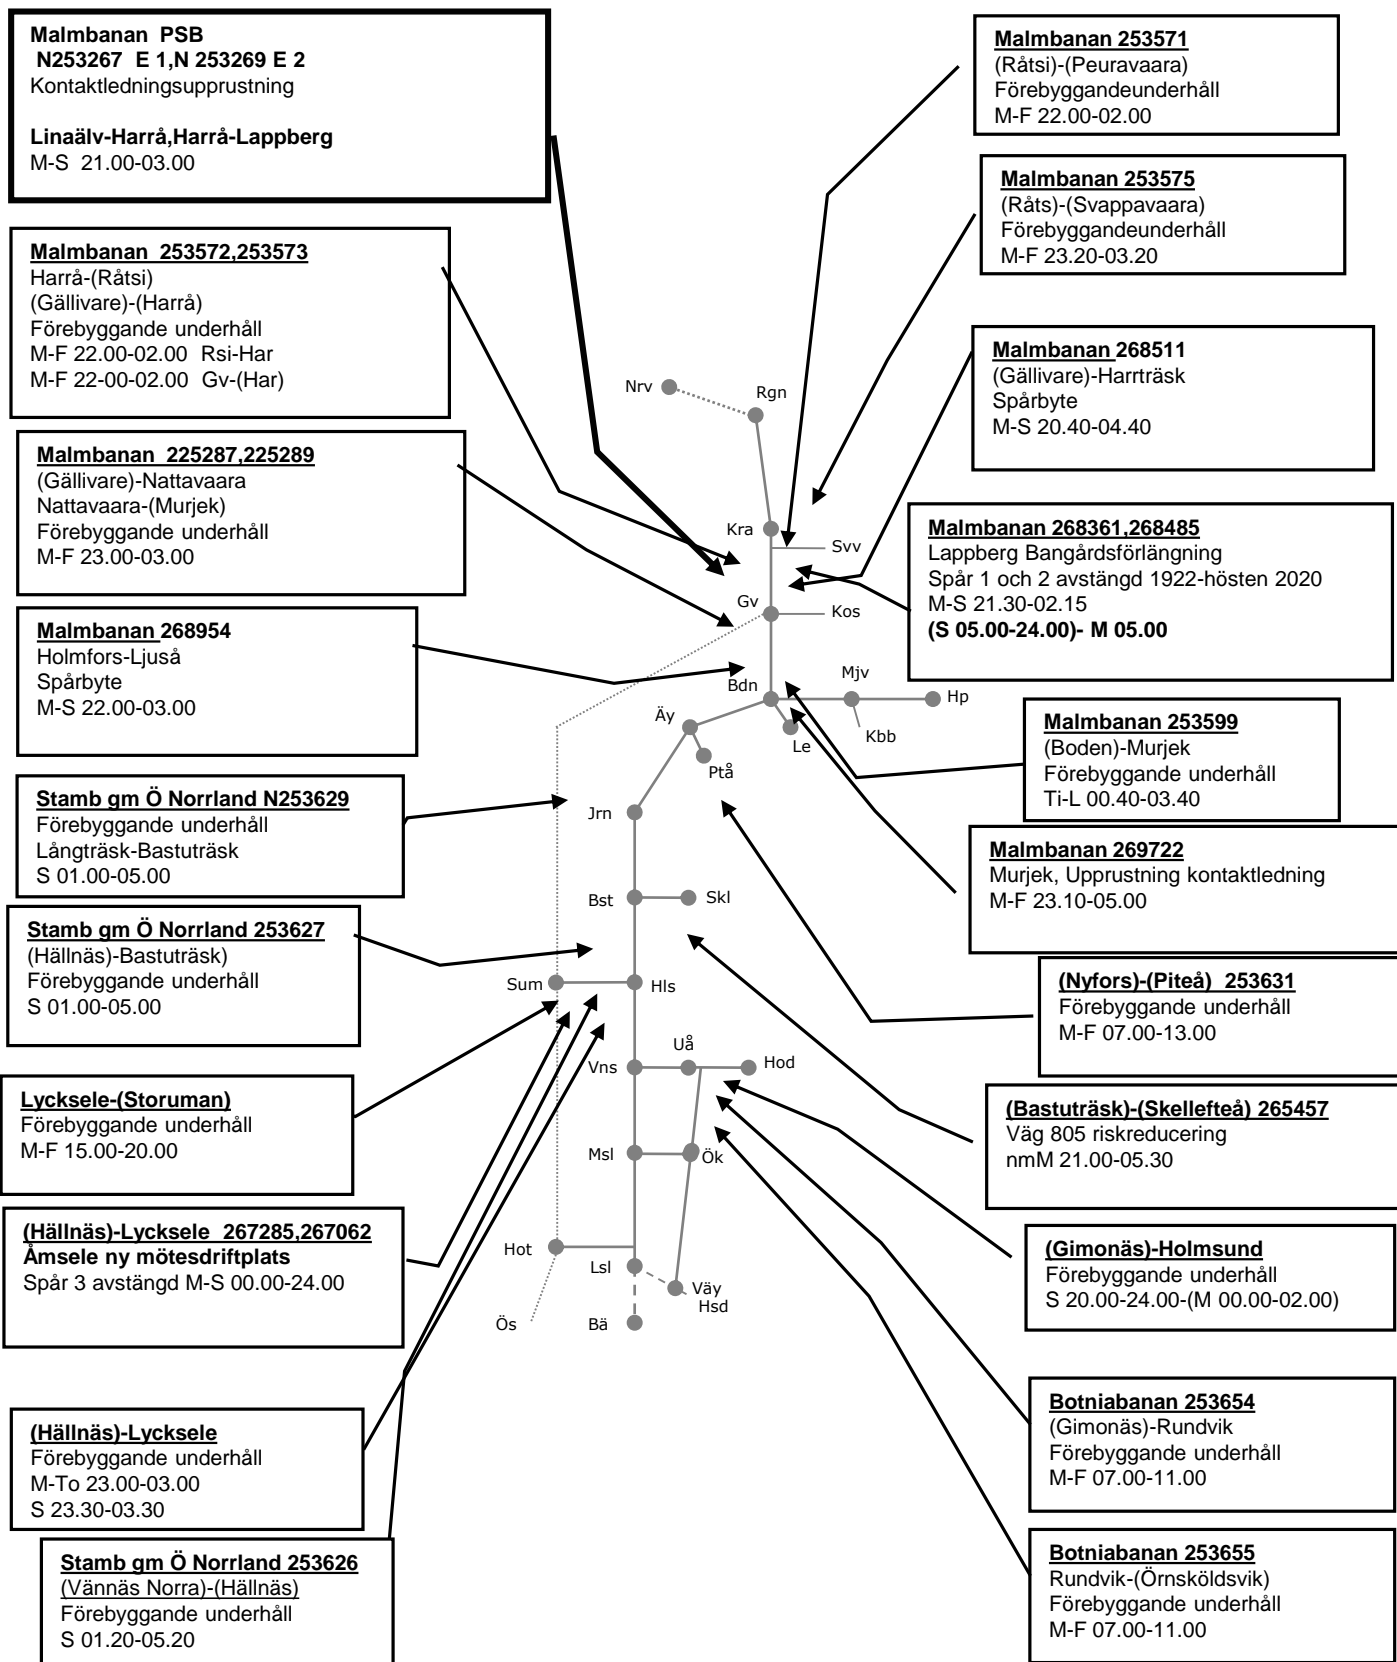 Malmbanan PSB
N253267 E 1,N 253269 E 2
Kontaktledningsupprustning
Linaälv-Harrå,Harrå-Lappberg
M-S 21.00-03.00
Malmbanan 253572,253573
Harrå-(Råtsi)
(Gällivare)-(Harrå)
Förebyggande underhåll
M-F 22.00-02.00 Rsi-Har
M-F 22-00-02.00 Gv-(Har)
Malmbanan 225287,225289
(Gällivare)-Nattavaara
Nattavaara-(Murjek)
Förebyggande underhåll
M-F 23.00-03.00
Malmbanan 268954
Holmfors-Ljuså
Spårbyte
M-S 22.00-03.00
Stamb gm Ö Norrland N253629
Förebyggande underhåll
Långträsk-Bastuträsk
S 01.00-05.00
Stamb gm Ö Norrland 253627
(Hällnäs)-Bastuträsk)
Förebyggande underhåll
S 01.00-05.00
Lycksele-(Storuman)
Förebyggande underhåll
M-F 15.00-20.00
(Hällnäs)-Lycksele 267285,267062
Åmsele ny mötesdriftplats
Spår 3 avstängd M-S 00.00-24.00
(Hällnäs)-Lycksele
Förebyggande underhåll
M-To 23.00-03.00
S 23.30-03.30
Stamb gm Ö Norrland 253626
(Vännäs Norra)-(Hällnäs)
Förebyggande underhåll
S 01.20-05.20
Nrv
Rgn
Kra
Svv
Gv
Kos
Bdn
Mjv
Hp
Kbb
Le
Äy
Ptå
Jrn
Bst
Skl
Sum
Hls
Uå
Vns
Hod
Msl
Ök
Hot
Lsl
Väy
Hsd
Ös
Bä
Malmbanan 253571
(Råtsi)-(Peuravaara)
Förebyggandeunderhåll
M-F 22.00-02.00
Malmbanan 253575
(Råts)-(Svappavaara)
Förebyggandeunderhåll
M-F 23.20-03.20
Malmbanan 268511
(Gällivare)-Harrträsk
Spårbyte
M-S 20.40-04.40
Malmbanan 268361,268485
Lappberg Bangårdsförlängning
Spår 1 och 2 avstängd 1922-hösten 2020
M-S 21.30-02.15
(S 05.00-24.00)- M 05.00
Malmbanan 253599
(Boden)-Murjek
Förebyggande underhåll
Ti-L 00.40-03.40
Malmbanan 269722
Murjek, Upprustning kontaktledning
M-F 23.10-05.00
(Nyfors)-(Piteå) 253631
Förebyggande underhåll
M-F 07.00-13.00
(Bastuträsk)-(Skellefteå) 265457
Väg 805 riskreducering
nmM 21.00-05.30
(Gimonäs)-Holmsund
Förebyggande underhåll
S 20.00-24.00-(M 00.00-02.00)
Botniabanan 253654
(Gimonäs)-Rundvik
Förebyggande underhåll
M-F 07.00-11.00
Botniabanan 253655
Rundvik-(Örnsköldsvik)
Förebyggande underhåll
M-F 07.00-11.00